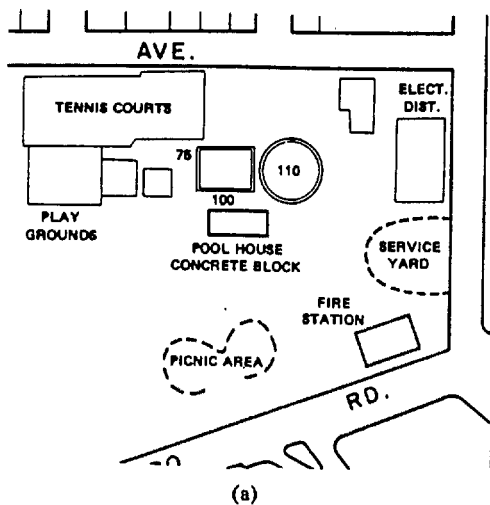 AVE.
TENNIS COURTS
ELECT.
DIST.
75
110
100
PLAY
GROUNDS
POOL HOUSE
CONCRETE BLOCK
SERVICE
YARD
FIRE
STATION
PICNIC AREA
RD.
(a)